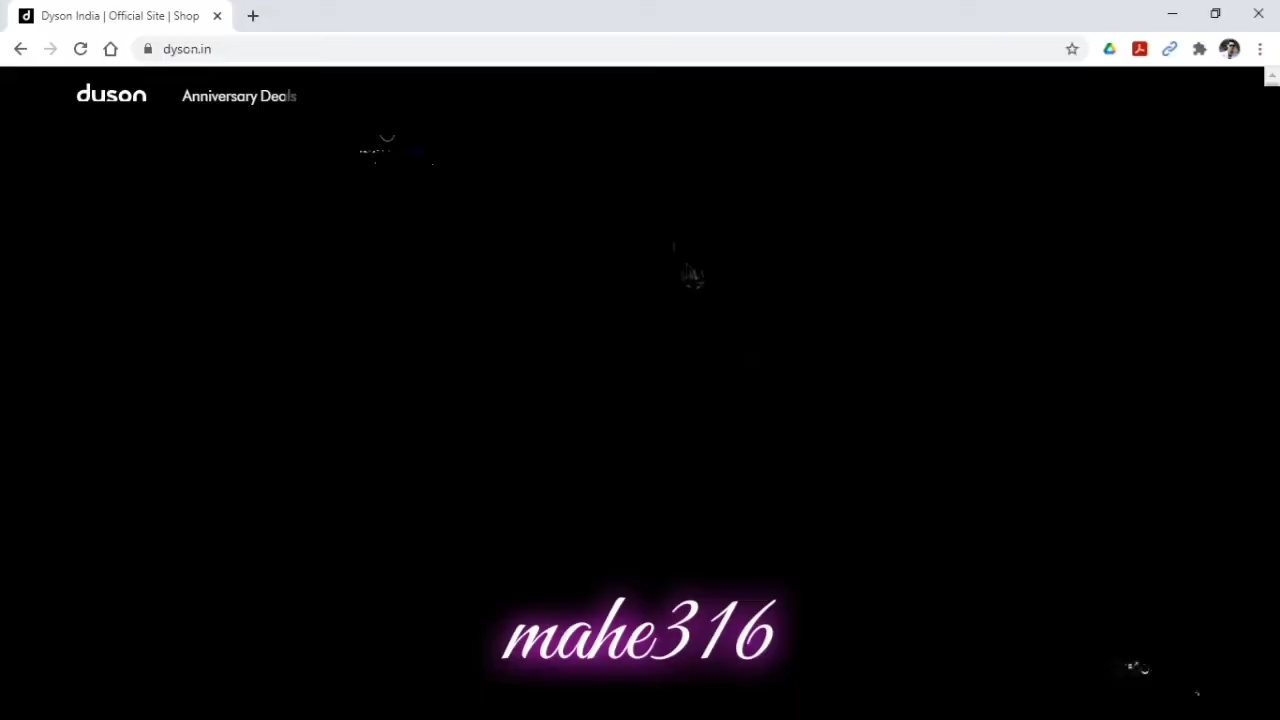 Dyson India | Official Site | Shop
dyson.in
dyson
Anniversary Deals
mahe316